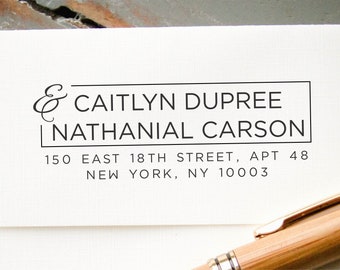 & CAITLYN DUPREE
NATHANIAL CARSON
150 EAST 18TH STREET, APT 48
NEW YORK, NY 10003